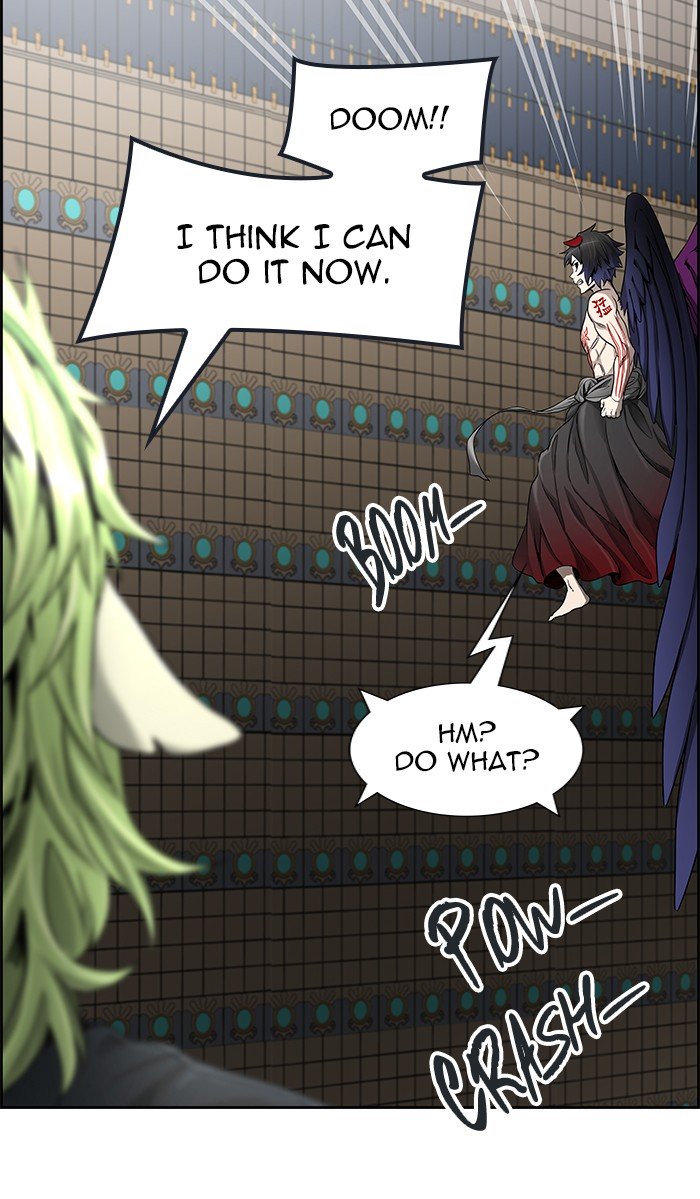 DOOM!!
I THINK I CAN
DO IT NOW.
BOOM-
HM?
DO WHAT?
POW-
CRASH-